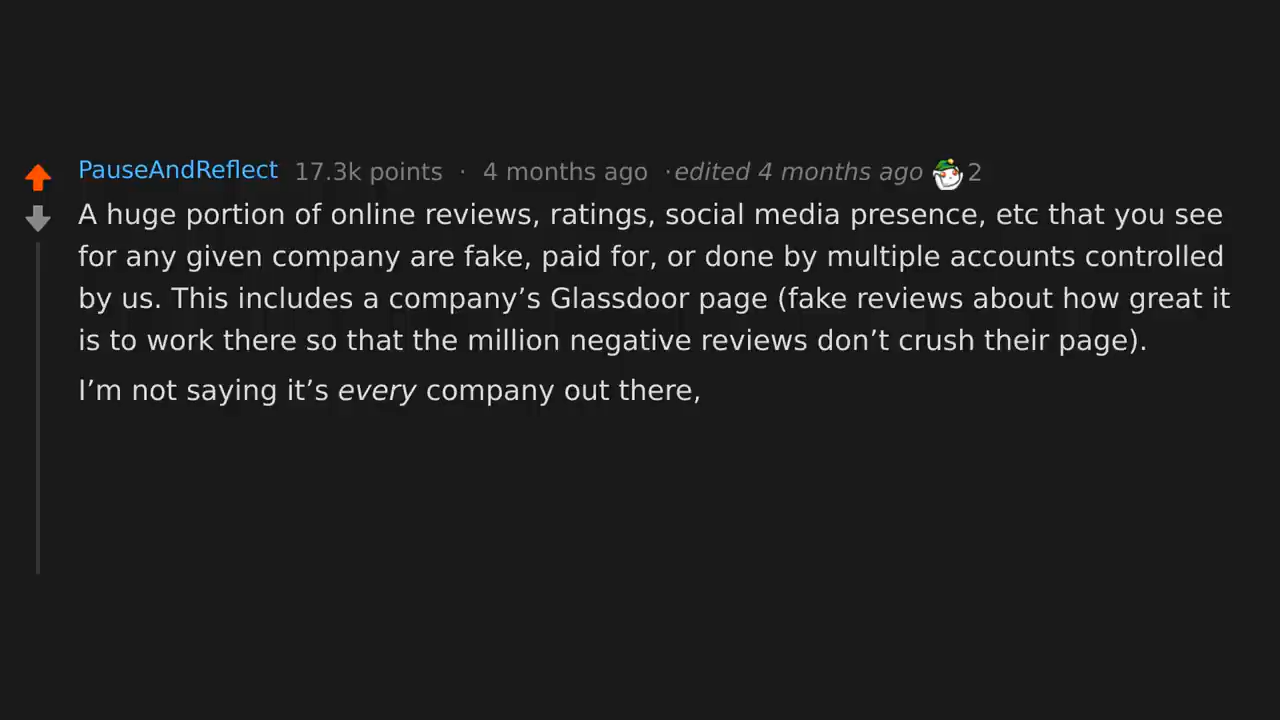 PauseAndReflect 17.3k points · 4 months ago · edited 4 months ago 2
A huge portion of online reviews, ratings, social media presence, etc that you see
for any given company are fake, paid for, or done by multiple accounts controlled
by us. This includes a company’s Glassdoor page (fake reviews about how great it
is to work there so that the million negative reviews don’t crush their page).
I’m not saying it’s every company out there,